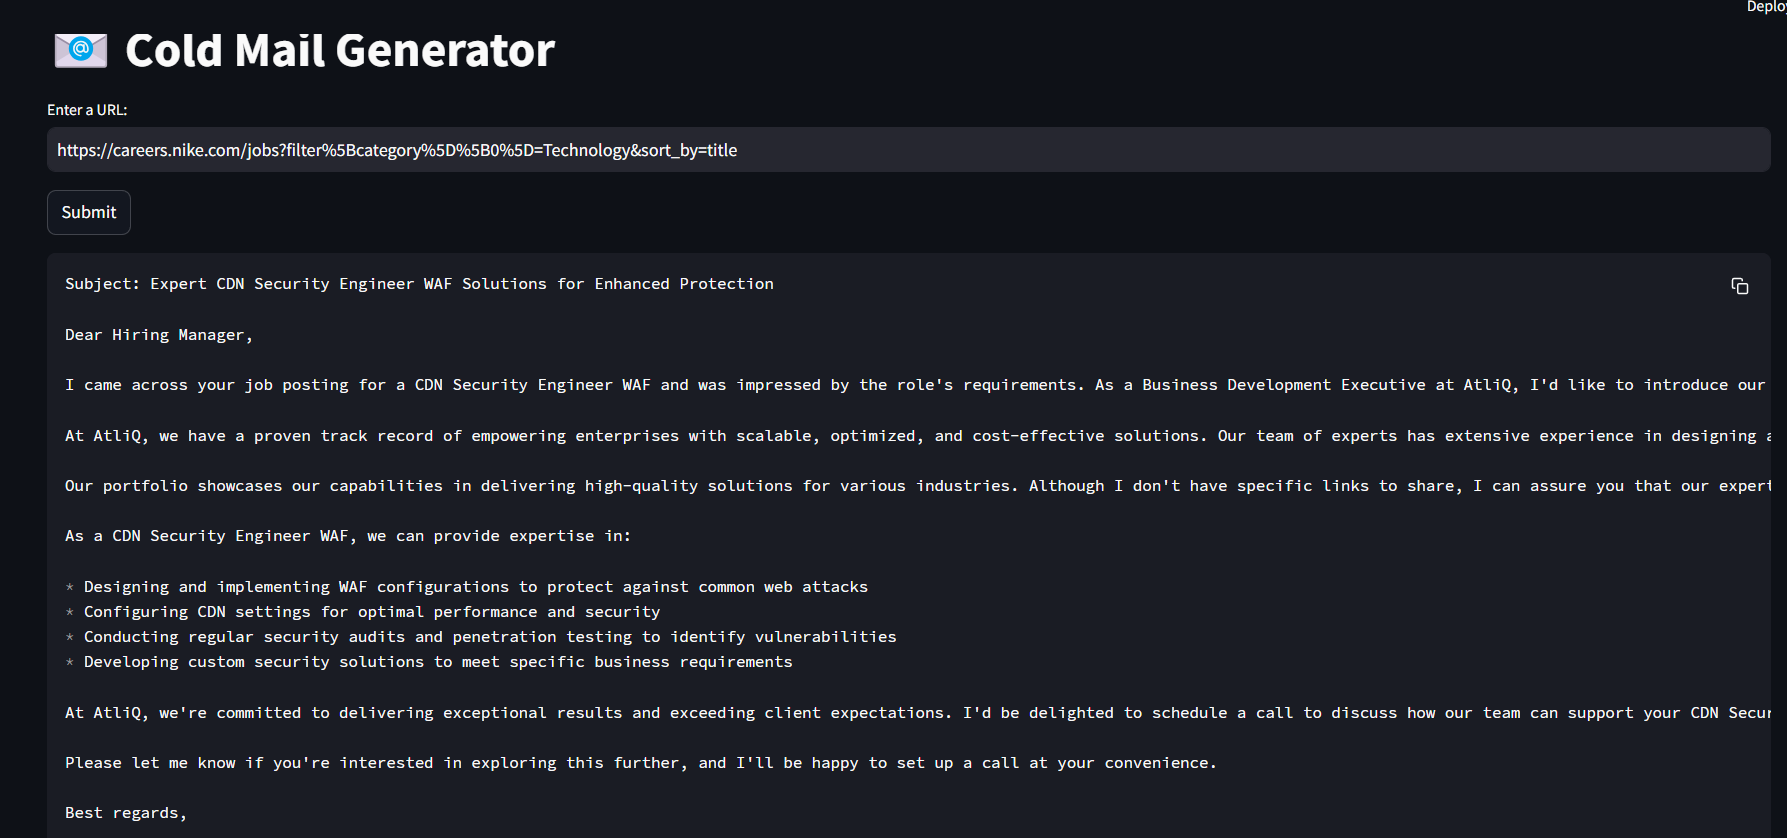 Deploy
Cold Mail Generator
Enter a URL:
https://careers.nike.com/jobs?filter%5Bcategory%5D%5B0%5D=Technology&sort_by=title
Submit
Subject: Expert CDN Security Engineer WAF Solutions for Enhanced Protection
Dear Hiring Manager,
I came across your job posting for a CDN Security Engineer WAF and was impressed by the role's requirements. As a Business Development Executive at AtliQ, I'd like to introduce our
At AtliQ, we have a proven track record of empowering enterprises with scalable, optimized, and cost-effective solutions. Our team of experts has extensive experience in designing
Our portfolio showcases our capabilities in delivering high-quality solutions for various industries. Although I don't have specific links to share, I can assure you that our expert
As a CDN Security Engineer WAF, we can provide expertise in:
* Designing and implementing WAF configurations to protect against common web attacks
* Configuring CDN settings for optimal performance and security
* Conducting regular security audits and penetration testing to identify vulnerabilities
* Developing custom security solutions to meet specific business requirements
At AtliQ, we're committed to delivering exceptional results and exceeding client expectations. I'd be delighted to schedule a call to discuss how our team can support your CDN Secur
Please let me know if you're interested in exploring this further, and I'll be happy to set up a call at your convenience.
Best regards,